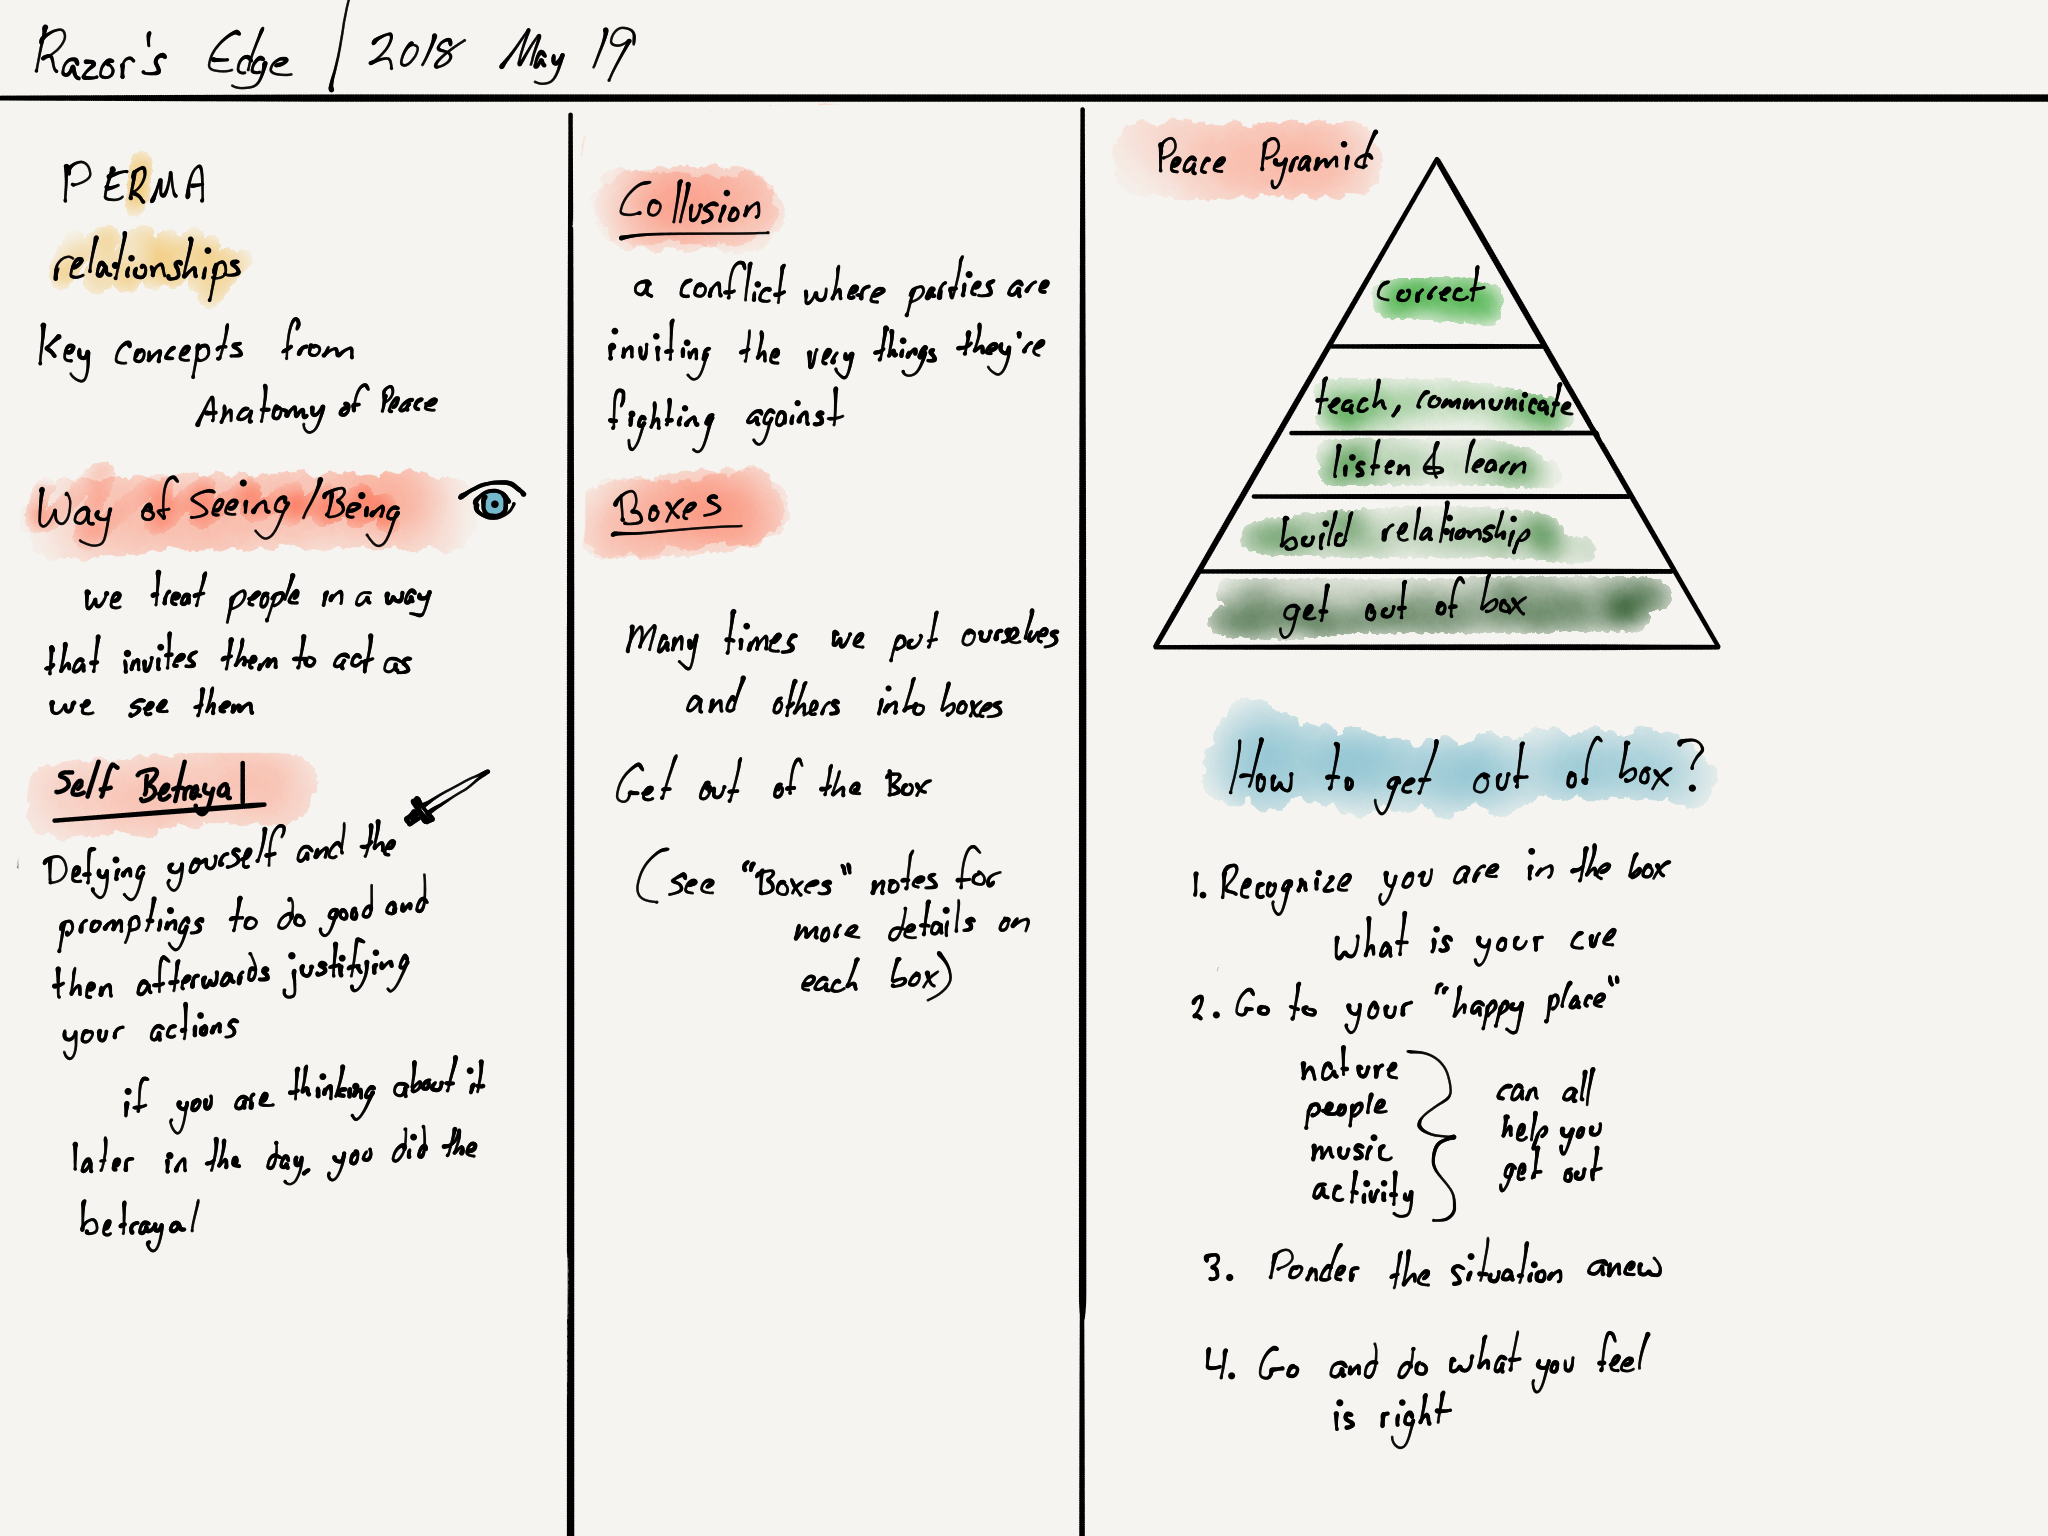 Razor's Edge / 2018 May 19
PERMA
relationships
Key concepts from
Anatomy of Peace
Way of Seeing/Being
we treat people in a way
that invites them to act as
we see them
Self Betrayal
Defying yourself and the
promptings to do good and
then afterwards justifying
your actions
if you are thinking about it
later in the day, you did the
betrayal
Collusion
a conflict where parties are
inviting the very things they're
fighting against
Boxes
Many times we put ourselves
and others into boxes
Get out of the Box
(see "Boxes" notes for
more details on
each box)
Peace Pyramid
correct
teach, communicate
listen & learn
build relationship
get out of box
How to get out of box?
1. Recognize you are in the box
What is your cue
2. Go to your "happy place"
nature
people
music
activity
can all
help you
get out
3. Ponder the situation anew
4. Go and do what you feel
is right